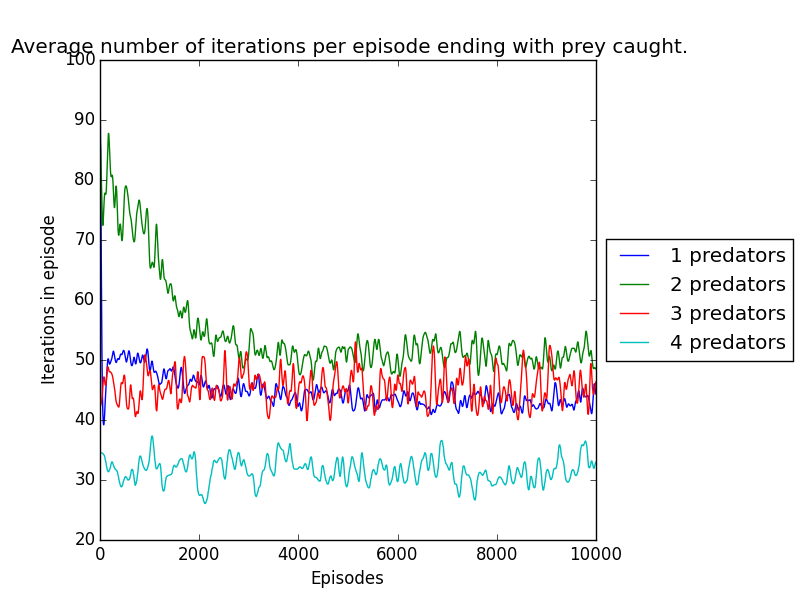 Average number of iterations per episode ending with prey caught.
100
90
80
70
60
50
40
30
20
Iterations in episode
0 2000 4000 6000 8000 10000
Episodes
1 predators
2 predators
3 predators
4 predators